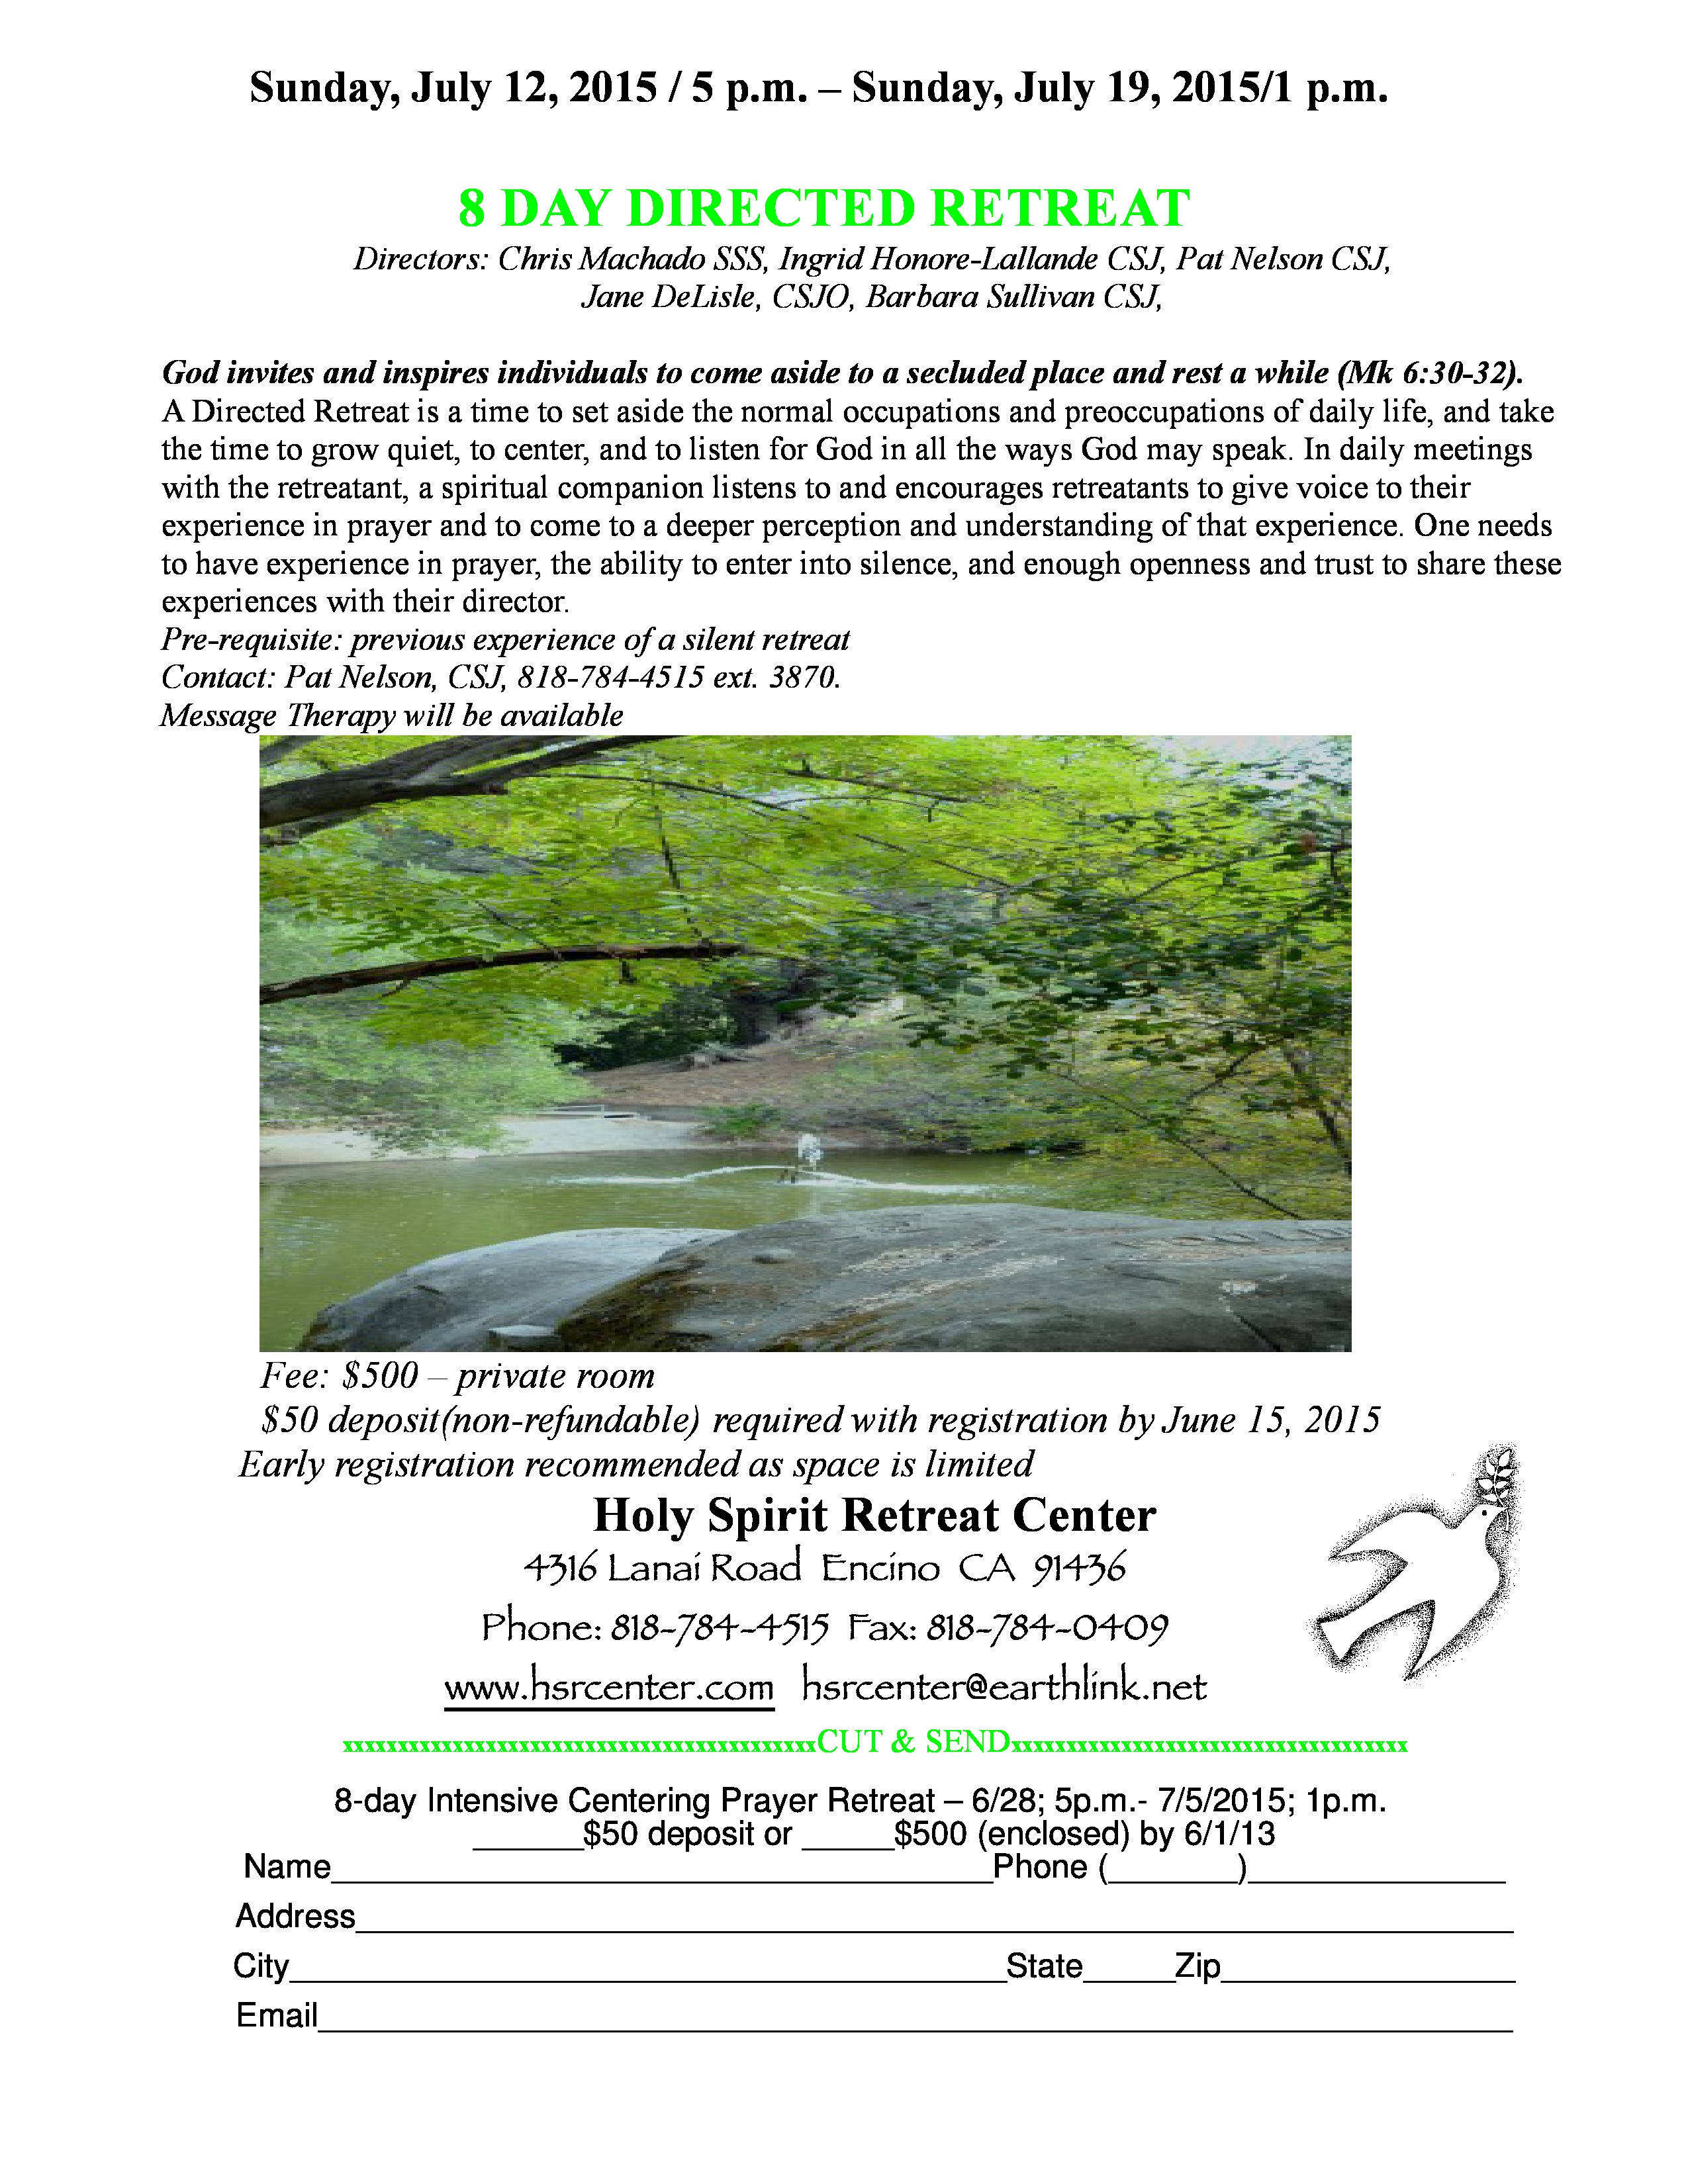 Sunday, July 12, 2015 / 5 p.m. – Sunday, July 19, 2015/1 p.m.
8 DAY DIRECTED RETREAT
Directors: Chris Machado SSS, Ingrid Honore-Lallande CSJ, Pat Nelson CSJ,
Jane DeLisle, CSJO, Barbara Sullivan CSJ,
God invites and inspires individuals to come aside to a secluded place and rest a while (Mk 6:30-32).
A Directed Retreat is a time to set aside the normal occupations and preoccupations of daily life, and take
the time to grow quiet, to center, and to listen for God in all the ways God may speak. In daily meetings
with the retreatant, a spiritual companion listens to and encourages retreatants to give voice to their
experience in prayer and to come to a deeper perception and understanding of that experience. One needs
to have experience in prayer, the ability to enter into silence, and enough openness and trust to share these
experiences with their director.
Pre-requisite: previous experience of a silent retreat
Contact: Pat Nelson, CSJ, 818-784-4515 ext. 3870.
Message Therapy will be available
Fee: $500 – private room
$50 deposit(non-refundable) required with registration by June 15, 2015
Early registration recommended as space is limited
Holy Spirit Retreat Center
4316 Lanai Road Encino CA 91436
Phone: 818-784-4515 Fax: 818-784-0409
www.hsrcenter.com hsrcenter@earthlink.net
xxxxxxxxxxxxxxxxxxxxxxxxxxxxxxxxxxxxxxxxxxxCUT & SENDxxxxxxxxxxxxxxxxxxxxxxxxxxxxxxxxxxxx
8-day Intensive Centering Prayer Retreat – 6/28; 5p.m.- 7/5/2015; 1p.m.
______$50 deposit or _____$500 (enclosed) by 6/1/13
Name____________________________________Phone (_______)______________
Address_______________________________________________________________
City_______________________________________State_____Zip________________
Email_________________________________________________________________